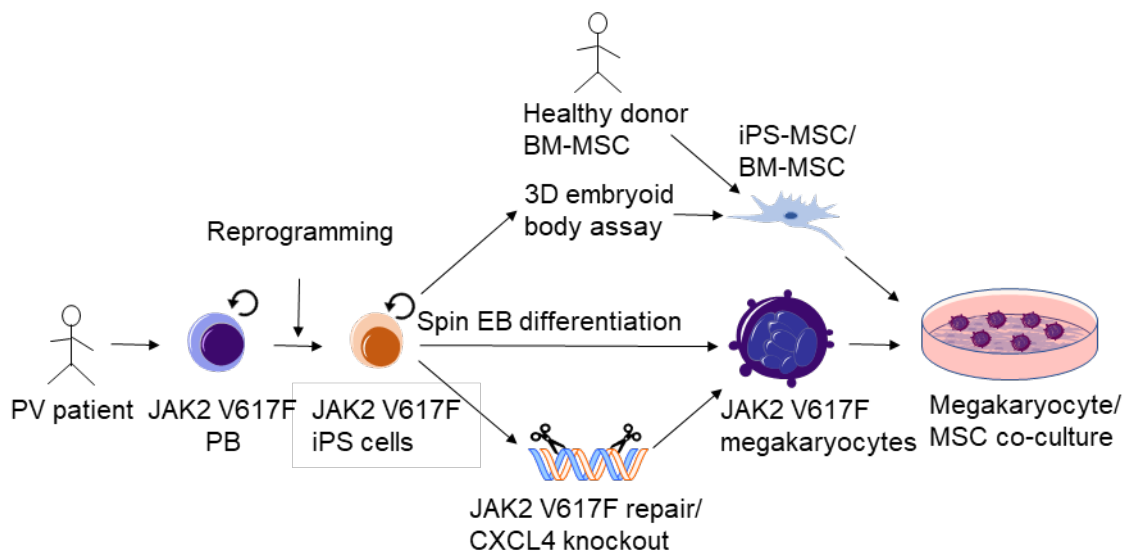 Healthy donor
BM-MSC
iPS-MSC/
BM-MSC
3D embryoid
body assay
Reprogramming
Spin EB differentiation
PV patient
JAK2 V617F
PB
JAK2 V617F
iPS cells
JAK2 V617F
megakaryocytes
Megakaryocyte/
MSC co-culture
JAK2 V617F repair/
CXCL4 knockout